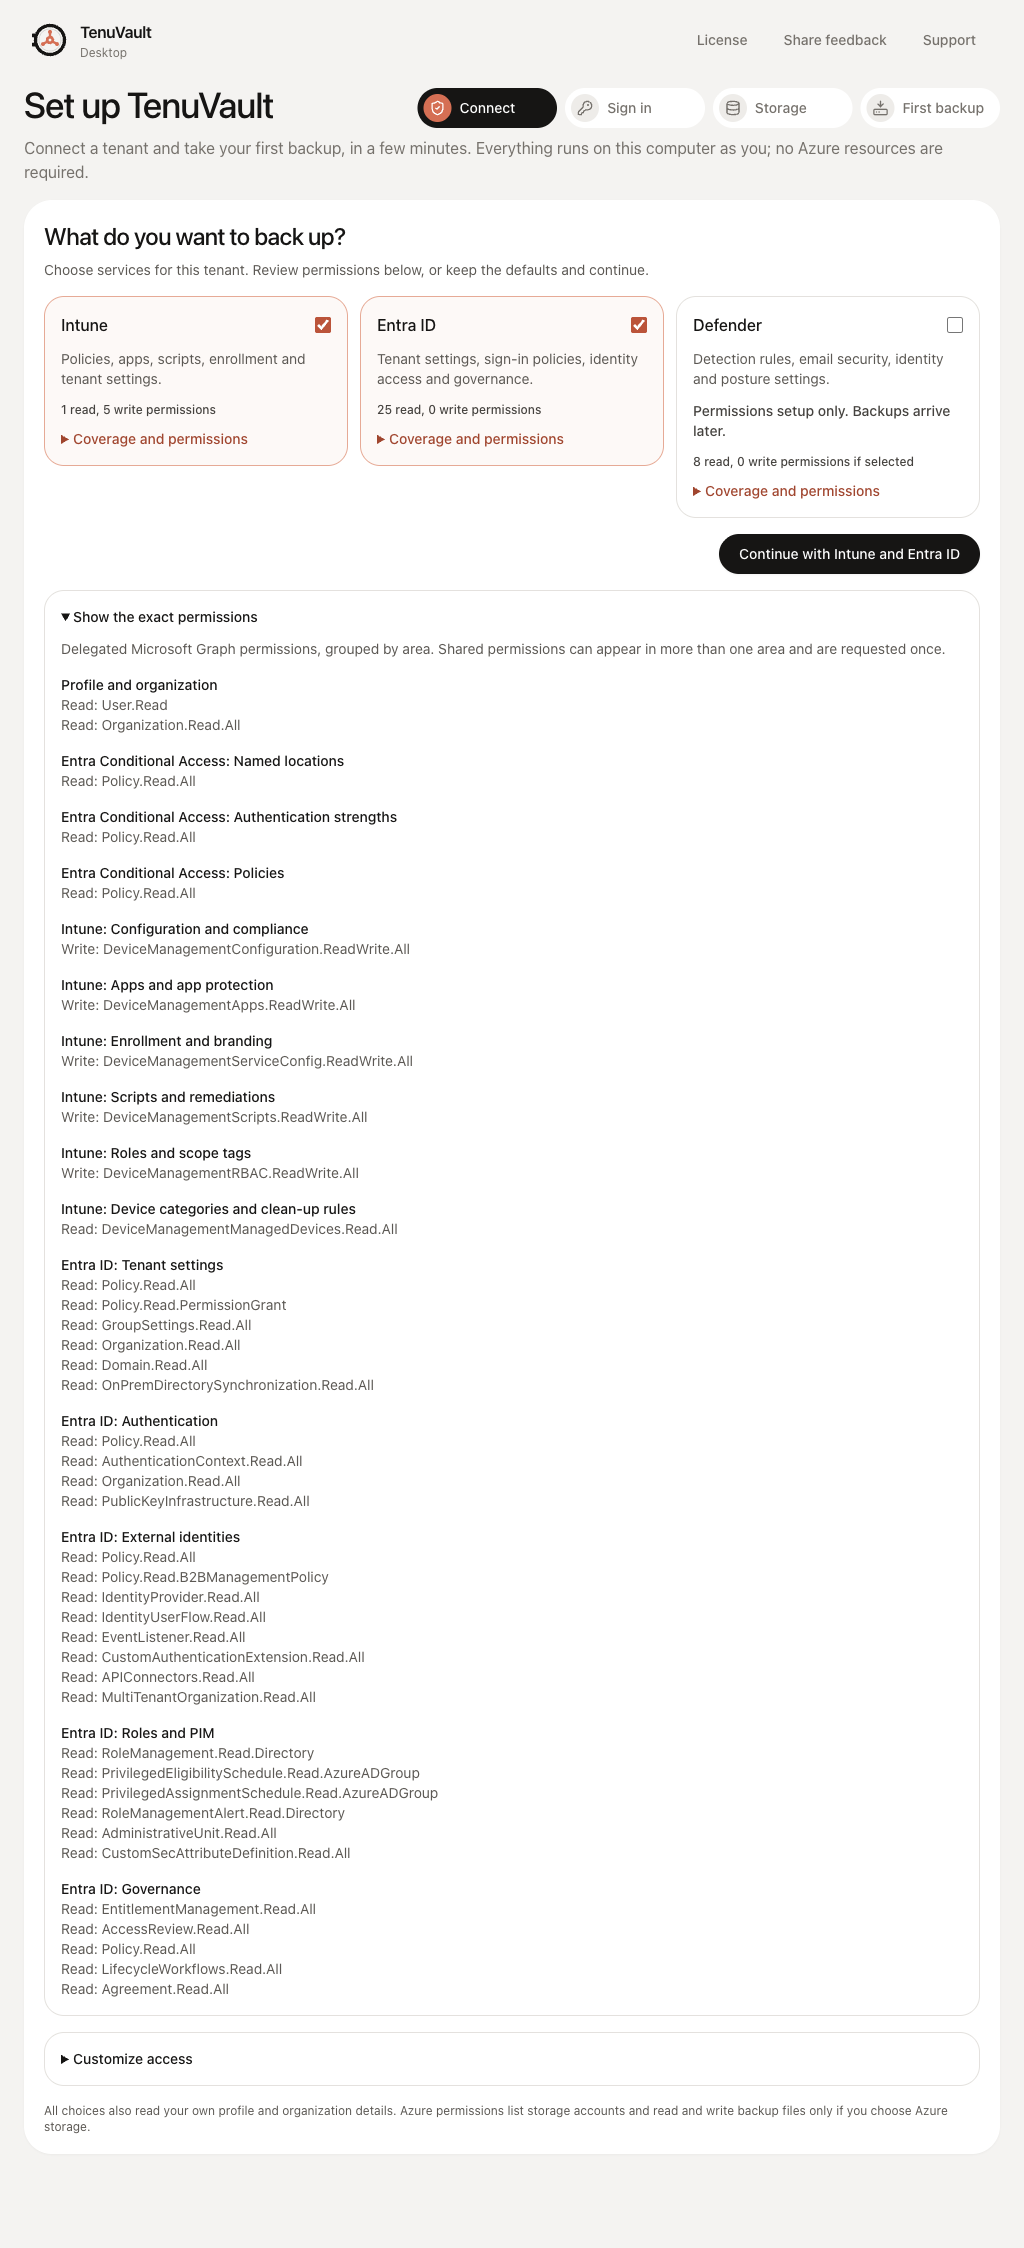 TenuVault
Desktop
License
Share feedback
Support
Set up TenuVault
Connect
Sign in
Storage
First backup
Connect a tenant and take your first backup, in a few minutes. Everything runs on this computer as you; no Azure resources are
required.
What do you want to back up?
Choose services for this tenant. Review permissions below, or keep the defaults and continue.
Intune
Policies, apps, scripts, enrollment and
tenant settings.
1 read, 5 write permissions
Coverage and permissions
Entra ID
Tenant settings, sign-in policies, identity
access and governance.
25 read, 0 write permissions
Coverage and permissions
Defender
Detection rules, email security, identity
and posture settings.
Permissions setup only. Backups arrive
later.
8 read, 0 write permissions if selected
Coverage and permissions
Continue with Intune and Entra ID
Show the exact permissions
Delegated Microsoft Graph permissions, grouped by area. Shared permissions can appear in more than one area and are requested once.
Profile and organization
Read: User.Read
Read: Organization.Read.All
Entra Conditional Access: Named locations
Read: Policy.Read.All
Entra Conditional Access: Authentication strengths
Read: Policy.Read.All
Entra Conditional Access: Policies
Read: Policy.Read.All
Intune: Configuration and compliance
Write: DeviceManagementConfiguration.ReadWrite.All
Intune: Apps and app protection
Write: DeviceManagementApps.ReadWrite.All
Intune: Enrollment and branding
Write: DeviceManagementServiceConfig.ReadWrite.All
Intune: Scripts and remediations
Write: DeviceManagementScripts.ReadWrite.All
Intune: Roles and scope tags
Write: DeviceManagementRBAC.ReadWrite.All
Intune: Device categories and clean-up rules
Read: DeviceManagementManagedDevices.Read.All
Entra ID: Tenant settings
Read: Policy.Read.All
Read: Policy.Read.PermissionGrant
Read: GroupSettings.Read.All
Read: Organization.Read.All
Read: Domain.Read.All
Read: OnPremDirectorySynchronization.Read.All
Entra ID: Authentication
Read: Policy.Read.All
Read: AuthenticationContext.Read.All
Read: Organization.Read.All
Read: PublicKeyInfrastructure.Read.All
Entra ID: External identities
Read: Policy.Read.All
Read: Policy.Read.B2BManagementPolicy
Read: IdentityProvider.Read.All
Read: IdentityUserFlow.Read.All
Read: EventListener.Read.All
Read: CustomAuthenticationExtension.Read.All
Read: APIConnectors.Read.All
Read: MultiTenantOrganization.Read.All
Entra ID: Roles and PIM
Read: RoleManagement.Read.Directory
Read: PrivilegedEligibilitySchedule.Read.AzureADGroup
Read: PrivilegedAssignmentSchedule.Read.AzureADGroup
Read: RoleManagementAlert.Read.Directory
Read: AdministrativeUnit.Read.All
Read: CustomSecAttributeDefinition.Read.All
Entra ID: Governance
Read: EntitlementManagement.Read.All
Read: AccessReview.Read.All
Read: Policy.Read.All
Read: LifecycleWorkflows.Read.All
Read: Agreement.Read.All
Customize access
All choices also read your own profile and organization details. Azure permissions list storage accounts and read and write backup files only if you choose Azure
storage.